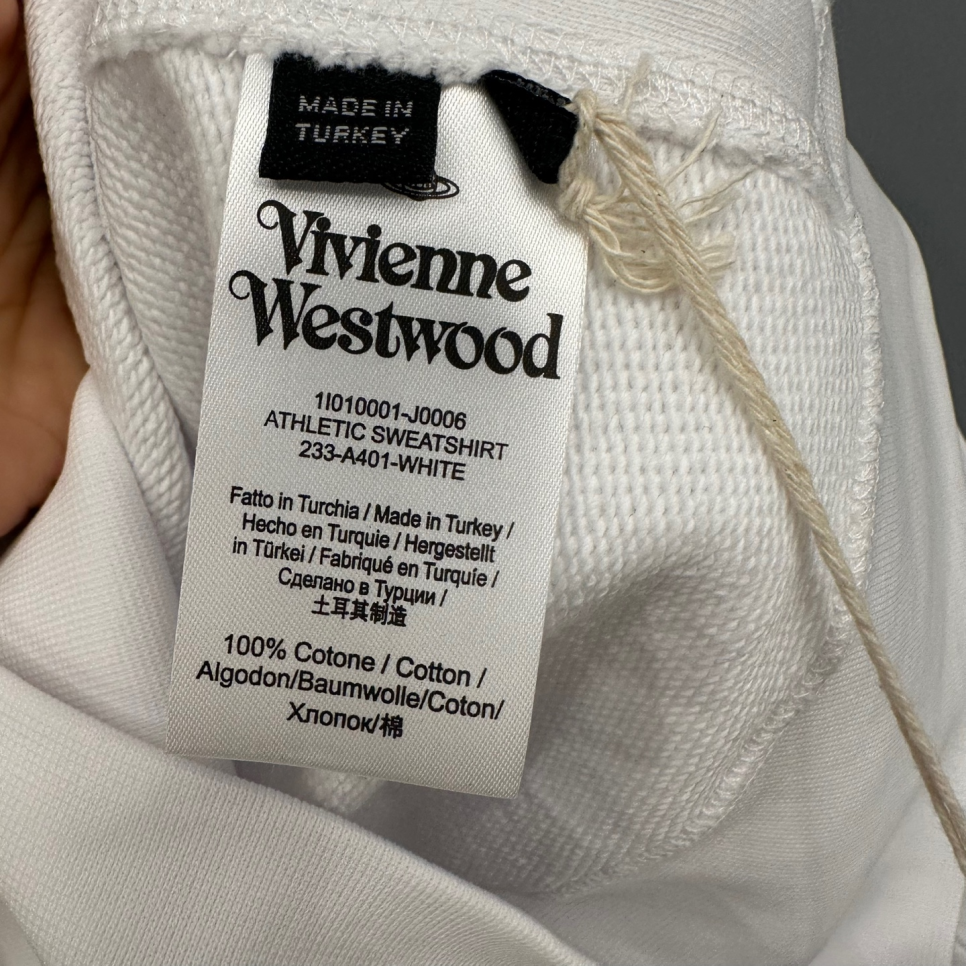 MADE IN
TURKEY
Vivienne
Westwood
1I010001-J0006
ATHLETIC SWEATSHIRT
233-A401-WHITE
Fatto in Turchia / Made in Turkey /
Hecho en Turquie / Hergestellt
in Türkei / Fabriqué en Turquie /
Сделано в Турции /
土耳其制造
100% Cotone / Cotton /
Algodon/Baumwolle/Coton/
Хлопок/棉